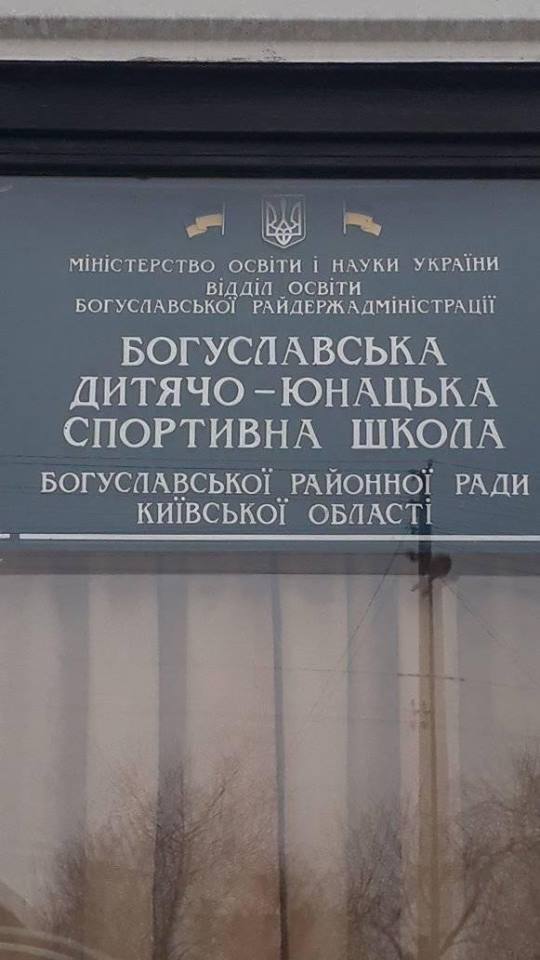 МІНІСТЕРСТВО ОСВІТИ І НАУКИ УКРАЇНИ
ВІДДІЛ ОСВІТИ
БОГУСЛАВСЬКОЇ РАЙДЕРЖАДМІНІСТРАЦІЇ
БОГУСЛАВСЬКА
ДИТЯЧО – ЮНАЦЬКА
СПОРТИВНА ШКОЛА
БОГУСЛАВСЬКОЇ РАЙОННОЇ РАДИ
КИЇВСЬКОЇ ОБЛАСТІ